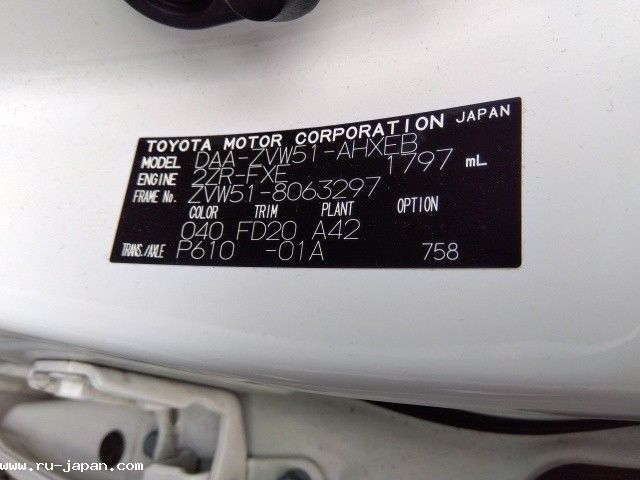 TOYOTA MOTOR CORPORATION JAPAN
MODEL DAA-ZVW51-AHXEB
ENGINE 2ZR-FXE 1797 mL
FRAME No. ZVW51-8063297
COLOR TRIM PLANT OPTION
040 FD20 A42
TRANS./AXLE P610 -01A 758
www.ru-japan.com